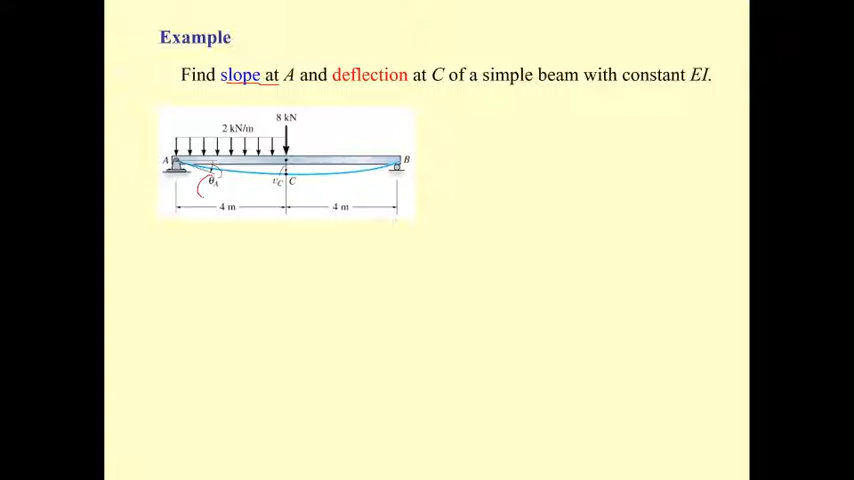 Example
Find slope at A and deflection at C of a simple beam with constant EI.
8 kN
2 kN/m
A
B
θA
vC C
4 m
4 m